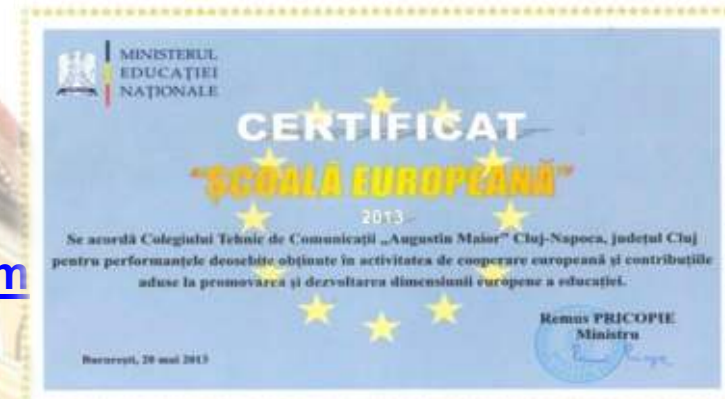 MINISTERUL
EDUCAȚIEI
NAȚIONALE
CERTIFICAT
"ȘCOALĂ EUROPEANĂ"
2013
Se acordă Colegiului Tehnic de Comunicații „Augustin Maior” Cluj-Napoca, județul Cluj
pentru performanțele deosebite obținute în activitatea de cooperare europeană și contribuțiile
aduse la promovarea și dezvoltarea dimensiunii europene a educației.
m
Remus PRICOPIE
Ministru
București, 20 mai 2013